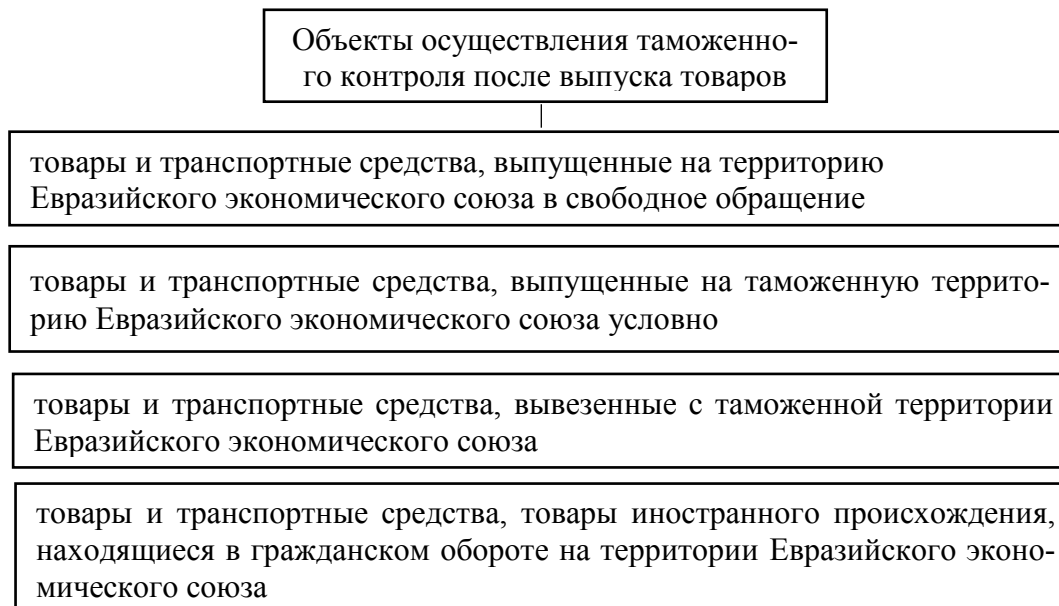 Объекты осуществления таможенно-
го контроля после выпуска товаров
товары и транспортные средства, выпущенные на территорию
Евразийского экономического союза в свободное обращение
товары и транспортные средства, выпущенные на таможенную террито-
рию Евразийского экономического союза условно
товары и транспортные средства, вывезенные с таможенной территории
Евразийского экономического союза
товары и транспортные средства, товары иностранного происхождения,
находящиеся в гражданском обороте на территории Евразийского эконо-
мического союза